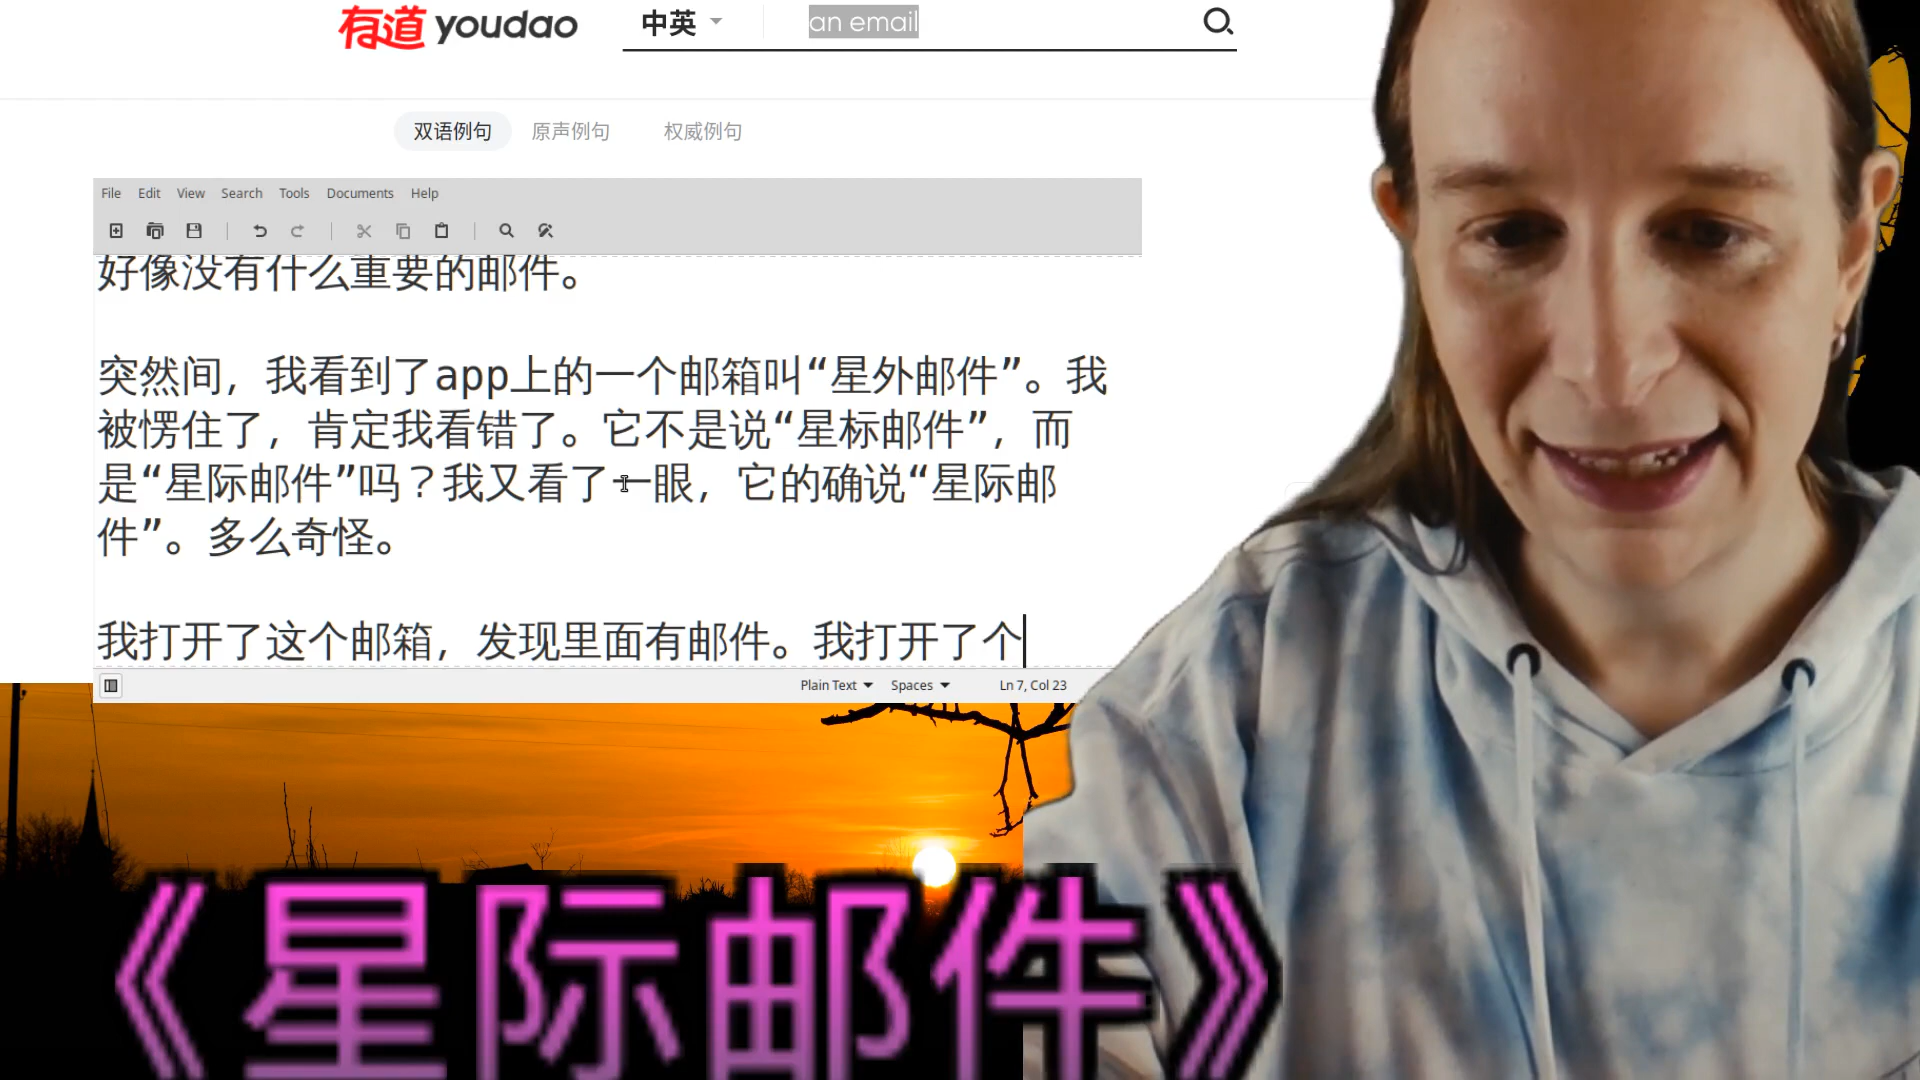 有道 youdao 中英 an email
双语例句 原声例句 权威例句
File Edit View Search Tools Documents Help
好像没有什么重要的邮件。
突然间，我看到了app上的一个邮箱叫“星外邮件”。我
被愣住了，肯定我看错了。它不是说“星标邮件”，而
是“星际邮件”吗？我又看了一眼，它的确说“星际邮
件”。多么奇怪。
我打开了这个邮箱，发现里面有邮件。我打开了个
Plain Text Spaces Ln 7, Col 23
《星际邮件》